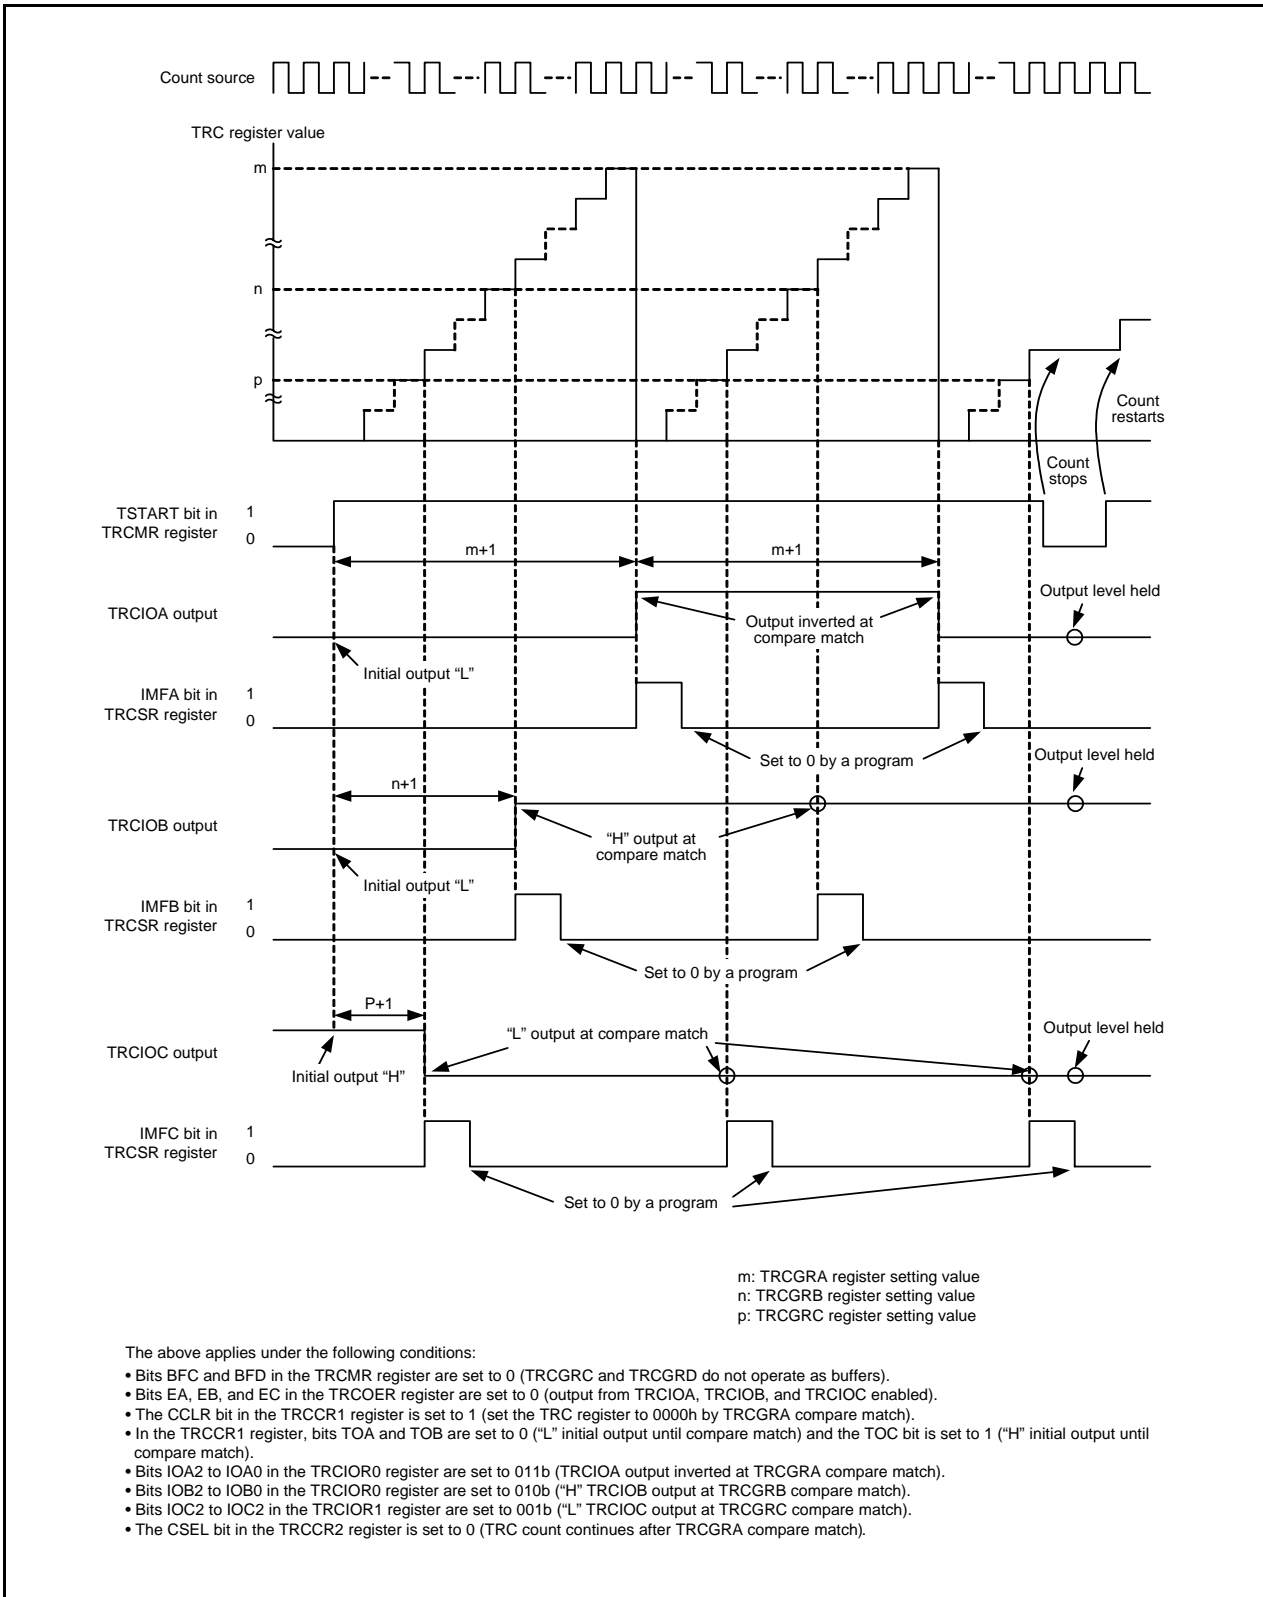 Count source
TRC register value
m
n
p
Count
restarts
Count
stops
TSTART bit in
TRCMR register
1
0
m+1
m+1
TRCIOA output
Output inverted at
compare match
Output level held
Initial output “L”
IMFA bit in
TRCSR register
1
0
Set to 0 by a program
Output level held
n+1
TRCIOB output
“H” output at
compare match
Initial output “L”
IMFB bit in
TRCSR register
1
0
Set to 0 by a program
P+1
“L” output at compare match
Output level held
TRCIOC output
Initial output “H”
IMFC bit in
TRCSR register
1
0
Set to 0 by a program
m: TRCGRA register setting value
n: TRCGRB register setting value
p: TRCGRC register setting value
The above applies under the following conditions:
• Bits BFC and BFD in the TRCMR register are set to 0 (TRCGRC and TRCGRD do not operate as buffers).
• Bits EA, EB, and EC in the TRCOER register are set to 0 (output from TRCIOA, TRCIOB, and TRCIOC enabled).
• The CCLR bit in the TRCCR1 register is set to 1 (set the TRC register to 0000h by TRCGRA compare match).
• In the TRCCR1 register, bits TOA and TOB are set to 0 (“L” initial output until compare match) and the TOC bit is set to 1 (“H” initial output until
compare match).
• Bits IOA2 to IOA0 in the TRCIOR0 register are set to 011b (TRCIOA output inverted at TRCGRA compare match).
• Bits IOB2 to IOB0 in the TRCIOR0 register are set to 010b (“H” TRCIOB output at TRCGRB compare match).
• Bits IOC2 to IOC2 in the TRCIOR1 register are set to 001b (“L” TRCIOC output at TRCGRC compare match).
• The CSEL bit in the TRCCR2 register is set to 0 (TRC count continues after TRCGRA compare match).